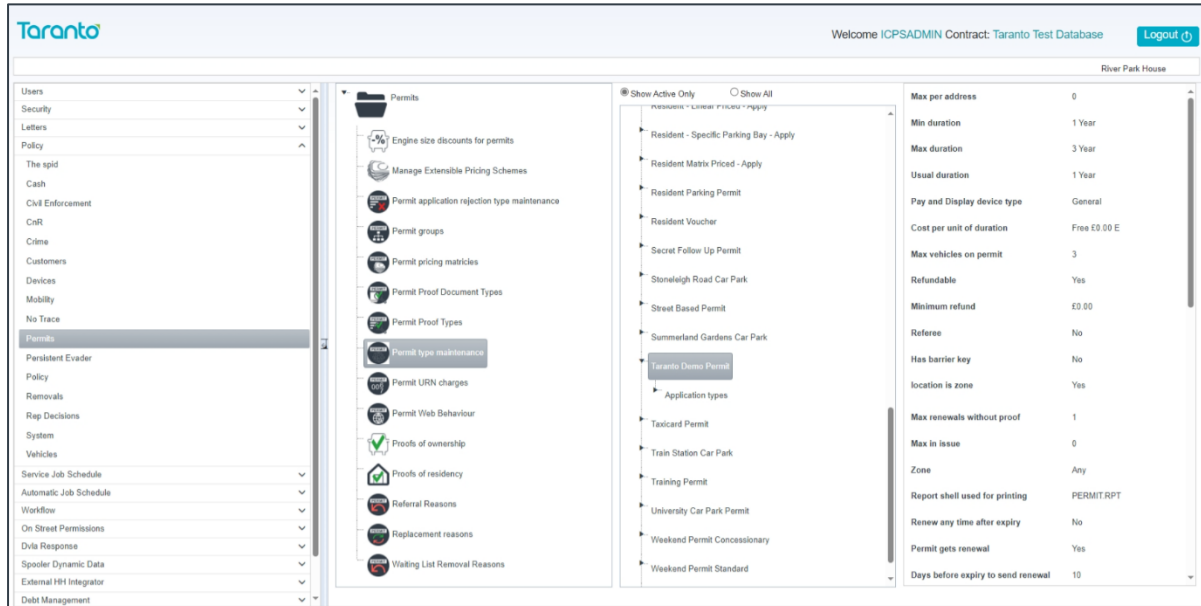 Taranto
Welcome ICPSADMIN Contract: Taranto Test Database
Logout
River Park House
Users
Security
Letters
Policy
The spid
Cash
Civil Enforcement
CnR
Crime
Customers
Devices
Mobility
No Trace
Permits
Persistent Evader
Policy
Removals
Rep Decisions
System
Vehicles
Service Job Schedule
Automatic Job Schedule
Workflow
On Street Permissions
Dvla Response
Spooler Dynamic Data
External HH Integrator
Debt Management
Permits
Engine size discounts for permits
Manage Extensible Pricing Schemes
Permit application rejection type maintenance
Permit groups
Permit pricing matricies
Permit Proof Document Types
Permit Proof Types
Permit type maintenance
Permit URN charges
Permit Web Behaviour
Proofs of ownership
Proofs of residency
Referral Reasons
Replacement reasons
Waiting List Removal Reasons
Show Active Only Show All
Resident - Linear Priced - Apply
Resident - Specific Parking Bay - Apply
Resident Matrix Priced - Apply
Resident Parking Permit
Resident Voucher
Secret Follow Up Permit
Stoneleigh Road Car Park
Street Based Permit
Summerland Gardens Car Park
Taranto Demo Permit
Application types
Taxicard Permit
Train Station Car Park
Training Permit
University Car Park Permit
Weekend Permit Concessionary
Weekend Permit Standard
Max per address 0
Min duration 1 Year
Max duration 3 Year
Usual duration 1 Year
Pay and Display device type General
Cost per unit of duration Free £0.00 E
Max vehicles on permit 3
Refundable Yes
Minimum refund £0.00
Referee No
Has barrier key No
location is zone Yes
Max renewals without proof 1
Max in issue 0
Zone Any
Report shell used for printing PERMIT.RPT
Renew any time after expiry No
Permit gets renewal Yes
Days before expiry to send renewal 10